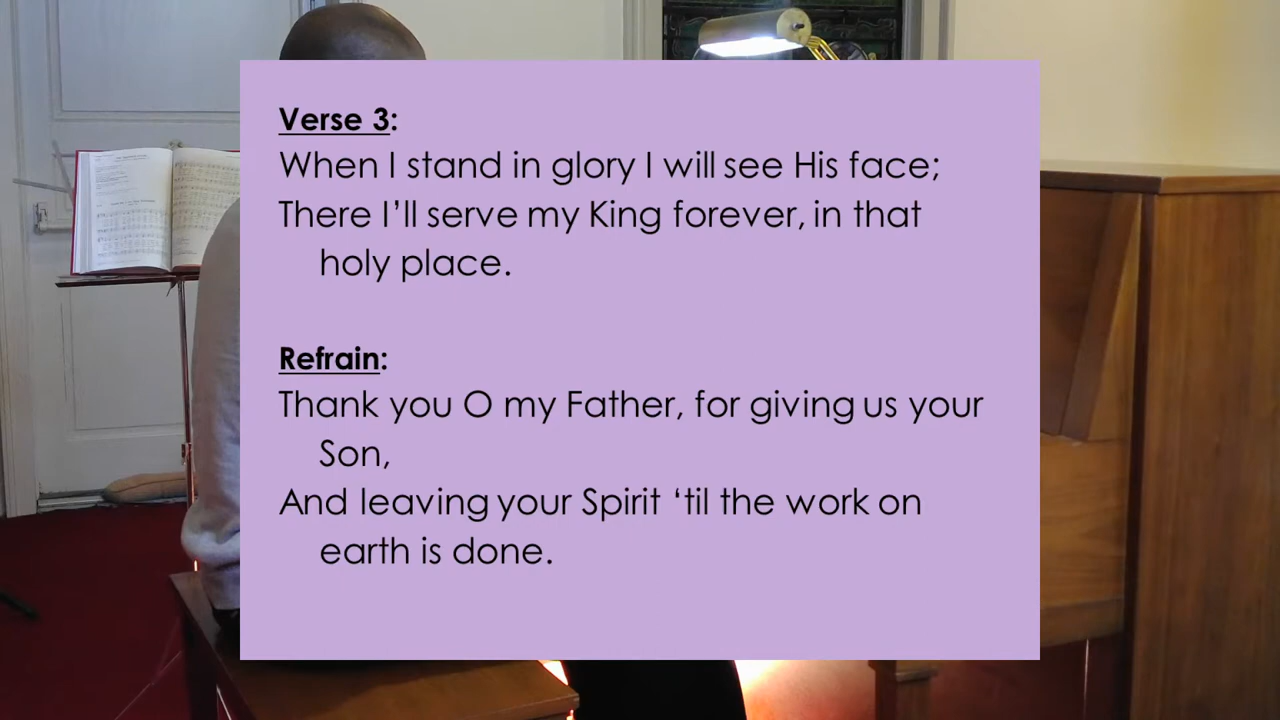 Verse 3:
When I stand in glory I will see His face;
There I’ll serve my King forever, in that
holy place.
Refrain:
Thank you O my Father, for giving us your
Son,
And leaving your Spirit ‘til the work on
earth is done.